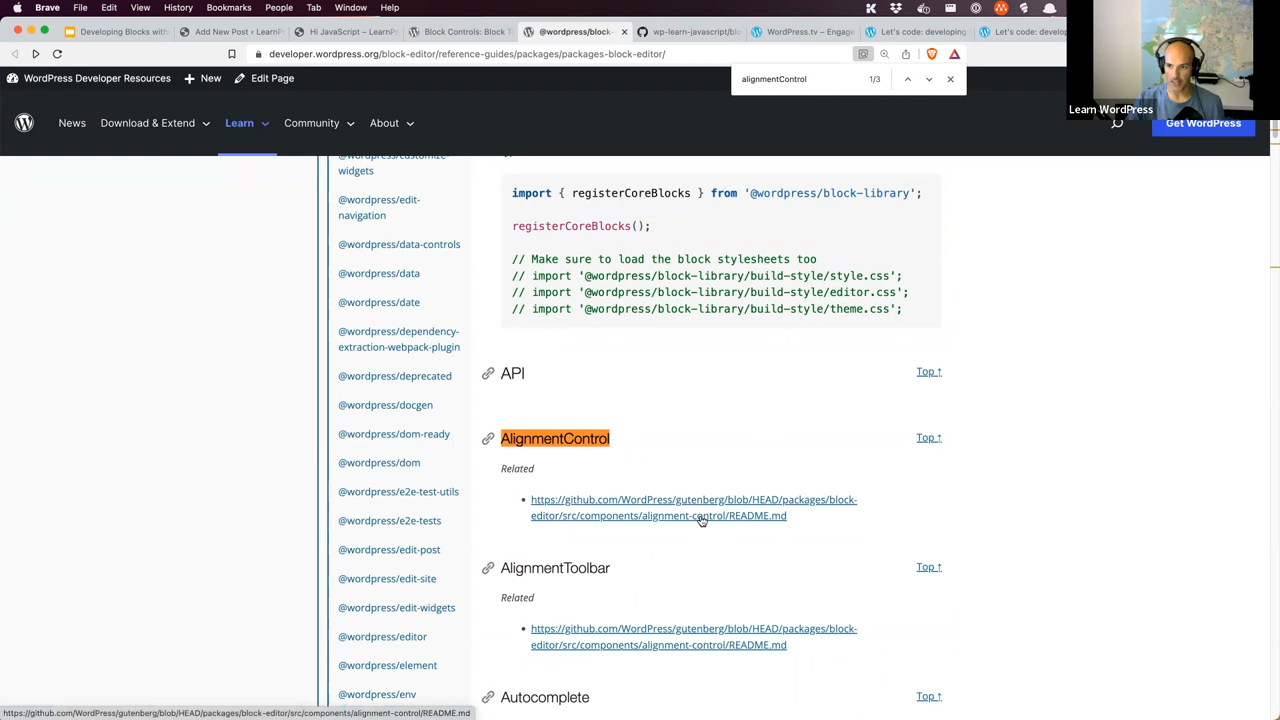 Brave File Edit View History Bookmarks People Tab Window Help
Developing Blocks with
Add New Post ‹ LearnP
Hi JavaScript – LearnPr
Block Controls: Block T
@wordpress/block-
wp-learn-javascript/blo
WordPress.tv – Engage
Let's code: developing
Let's code: developing
developer.wordpress.org/block-editor/reference-guides/packages/packages-block-editor/
alignmentControl 1/3
WordPress Developer Resources New Edit Page
Learn WordPress
News Download & Extend Learn Community About Get WordPress
@wordpress/customize-
widgets
@wordpress/edit-
navigation
@wordpress/data-controls
@wordpress/data
@wordpress/date
@wordpress/dependency-
extraction-webpack-plugin
@wordpress/deprecated
@wordpress/docgen
@wordpress/dom-ready
@wordpress/dom
@wordpress/e2e-test-utils
@wordpress/e2e-tests
@wordpress/edit-post
@wordpress/edit-site
@wordpress/edit-widgets
@wordpress/editor
@wordpress/element
@wordpress/env
import { registerCoreBlocks } from '@wordpress/block-library';
registerCoreBlocks();
// Make sure to load the block stylesheets too
// import '@wordpress/block-library/build-style/style.css';
// import '@wordpress/block-library/build-style/editor.css';
// import '@wordpress/block-library/build-style/theme.css';
API Top ↑
AlignmentControl Top ↑
Related
• https://github.com/WordPress/gutenberg/blob/HEAD/packages/block-
editor/src/components/alignment-control/README.md
AlignmentToolbar Top ↑
Related
• https://github.com/WordPress/gutenberg/blob/HEAD/packages/block-
editor/src/components/alignment-control/README.md
Autocomplete Top ↑
https://github.com/WordPress/gutenberg/blob/HEAD/packages/block-editor/src/components/alignment-control/README.md